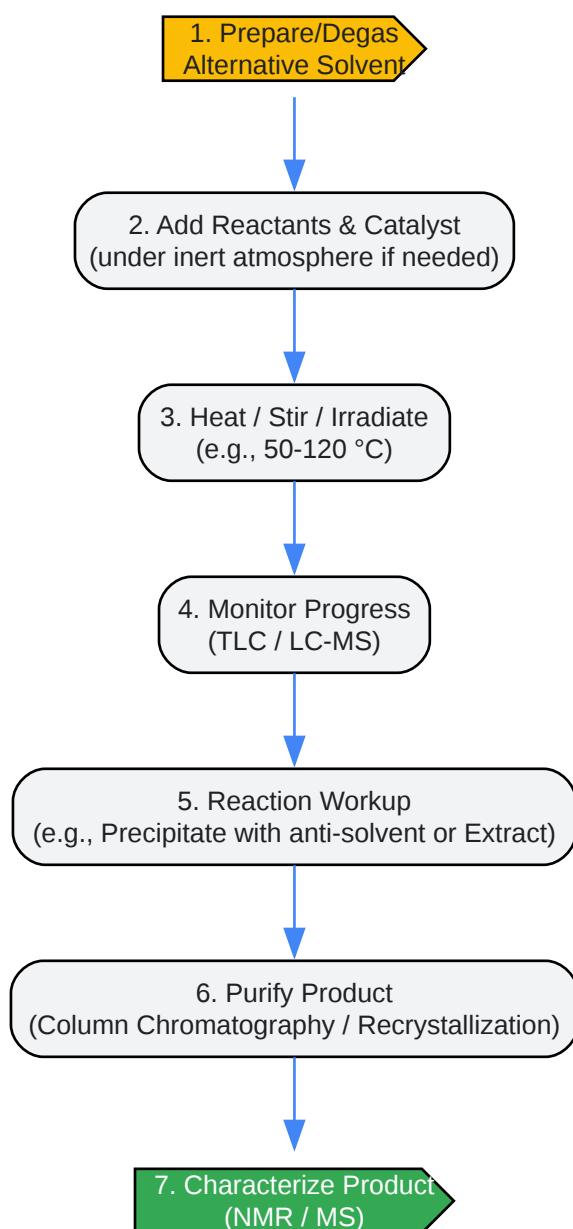 1. Prepare/Degas
Alternative Solvent
2. Add Reactants & Catalyst
(under inert atmosphere if needed)
3. Heat / Stir / Irradiate
(e.g., 50-120 °C)
4. Monitor Progress
(TLC / LC-MS)
5. Reaction Workup
(e.g., Precipitate with anti-solvent or Extract)
6. Purify Product
(Column Chromatography / Recrystallization)
7. Characterize Product
(NMR / MS)